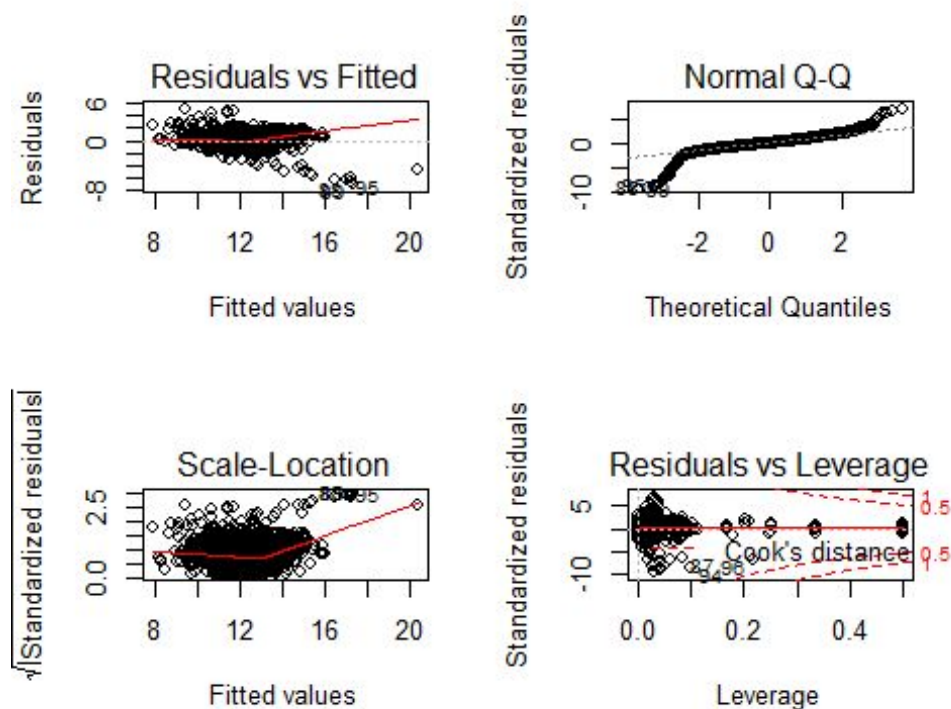 Residuals vs Fitted
Residuals
6
0
-8
8 12 16 20
Fitted values
Normal Q-Q
Standardized residuals
0
-10
-2 0 2
Theoretical Quantiles
Scale-Location
√|Standardized residuals|
2.5
0.0
8 12 16 20
Fitted values
Residuals vs Leverage
Standardized residuals
5
-10
1
0.5
Cook's distance
0.5
1
0.0 0.2 0.4
Leverage